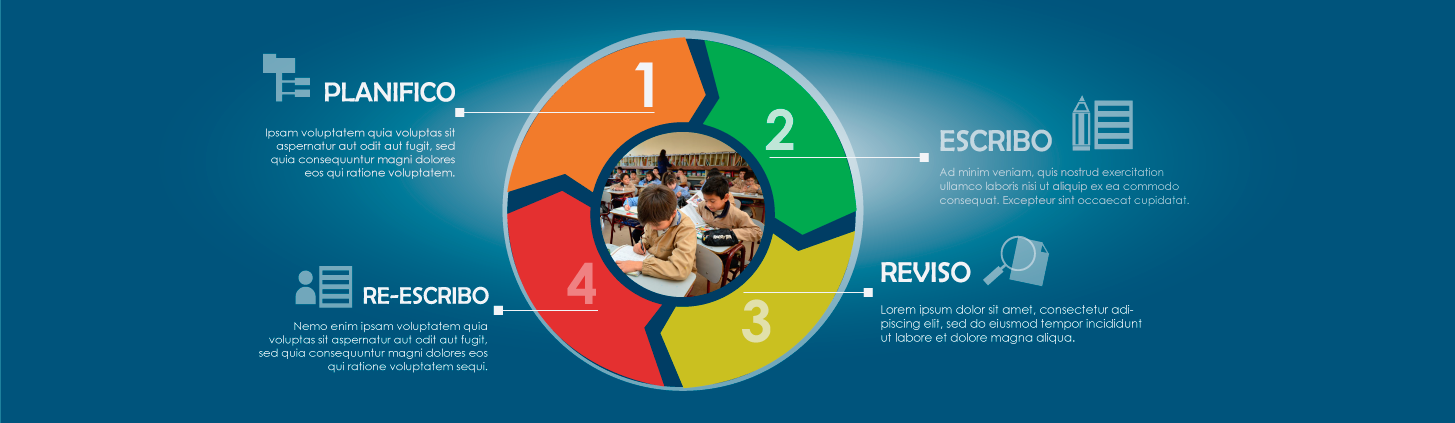 1
PLANIFICO
Ipsam voluptatem quia voluptas sit
aspernatur aut odit aut fugit, sed
quia consequuntur magni dolores
eos qui ratione voluptatem.
2
ESCRIBO
Ad minim veniam, quis nostrud exercitation
ullamco laboris nisi ut aliquip ex ea commodo
consequat. Excepteur sint occaecat cupidatat.
3
REVISO
Lorem ipsum dolor sit amet, consectetur adi-
piscing elit, sed do eiusmod tempor incididunt
ut labore et dolore magna aliqua.
4
RE-ESCRIBO
Nemo enim ipsam voluptatem quia
voluptas sit aspernatur aut odit aut fugit,
sed quia consequuntur magni dolores eos
qui ratione voluptatem sequi.